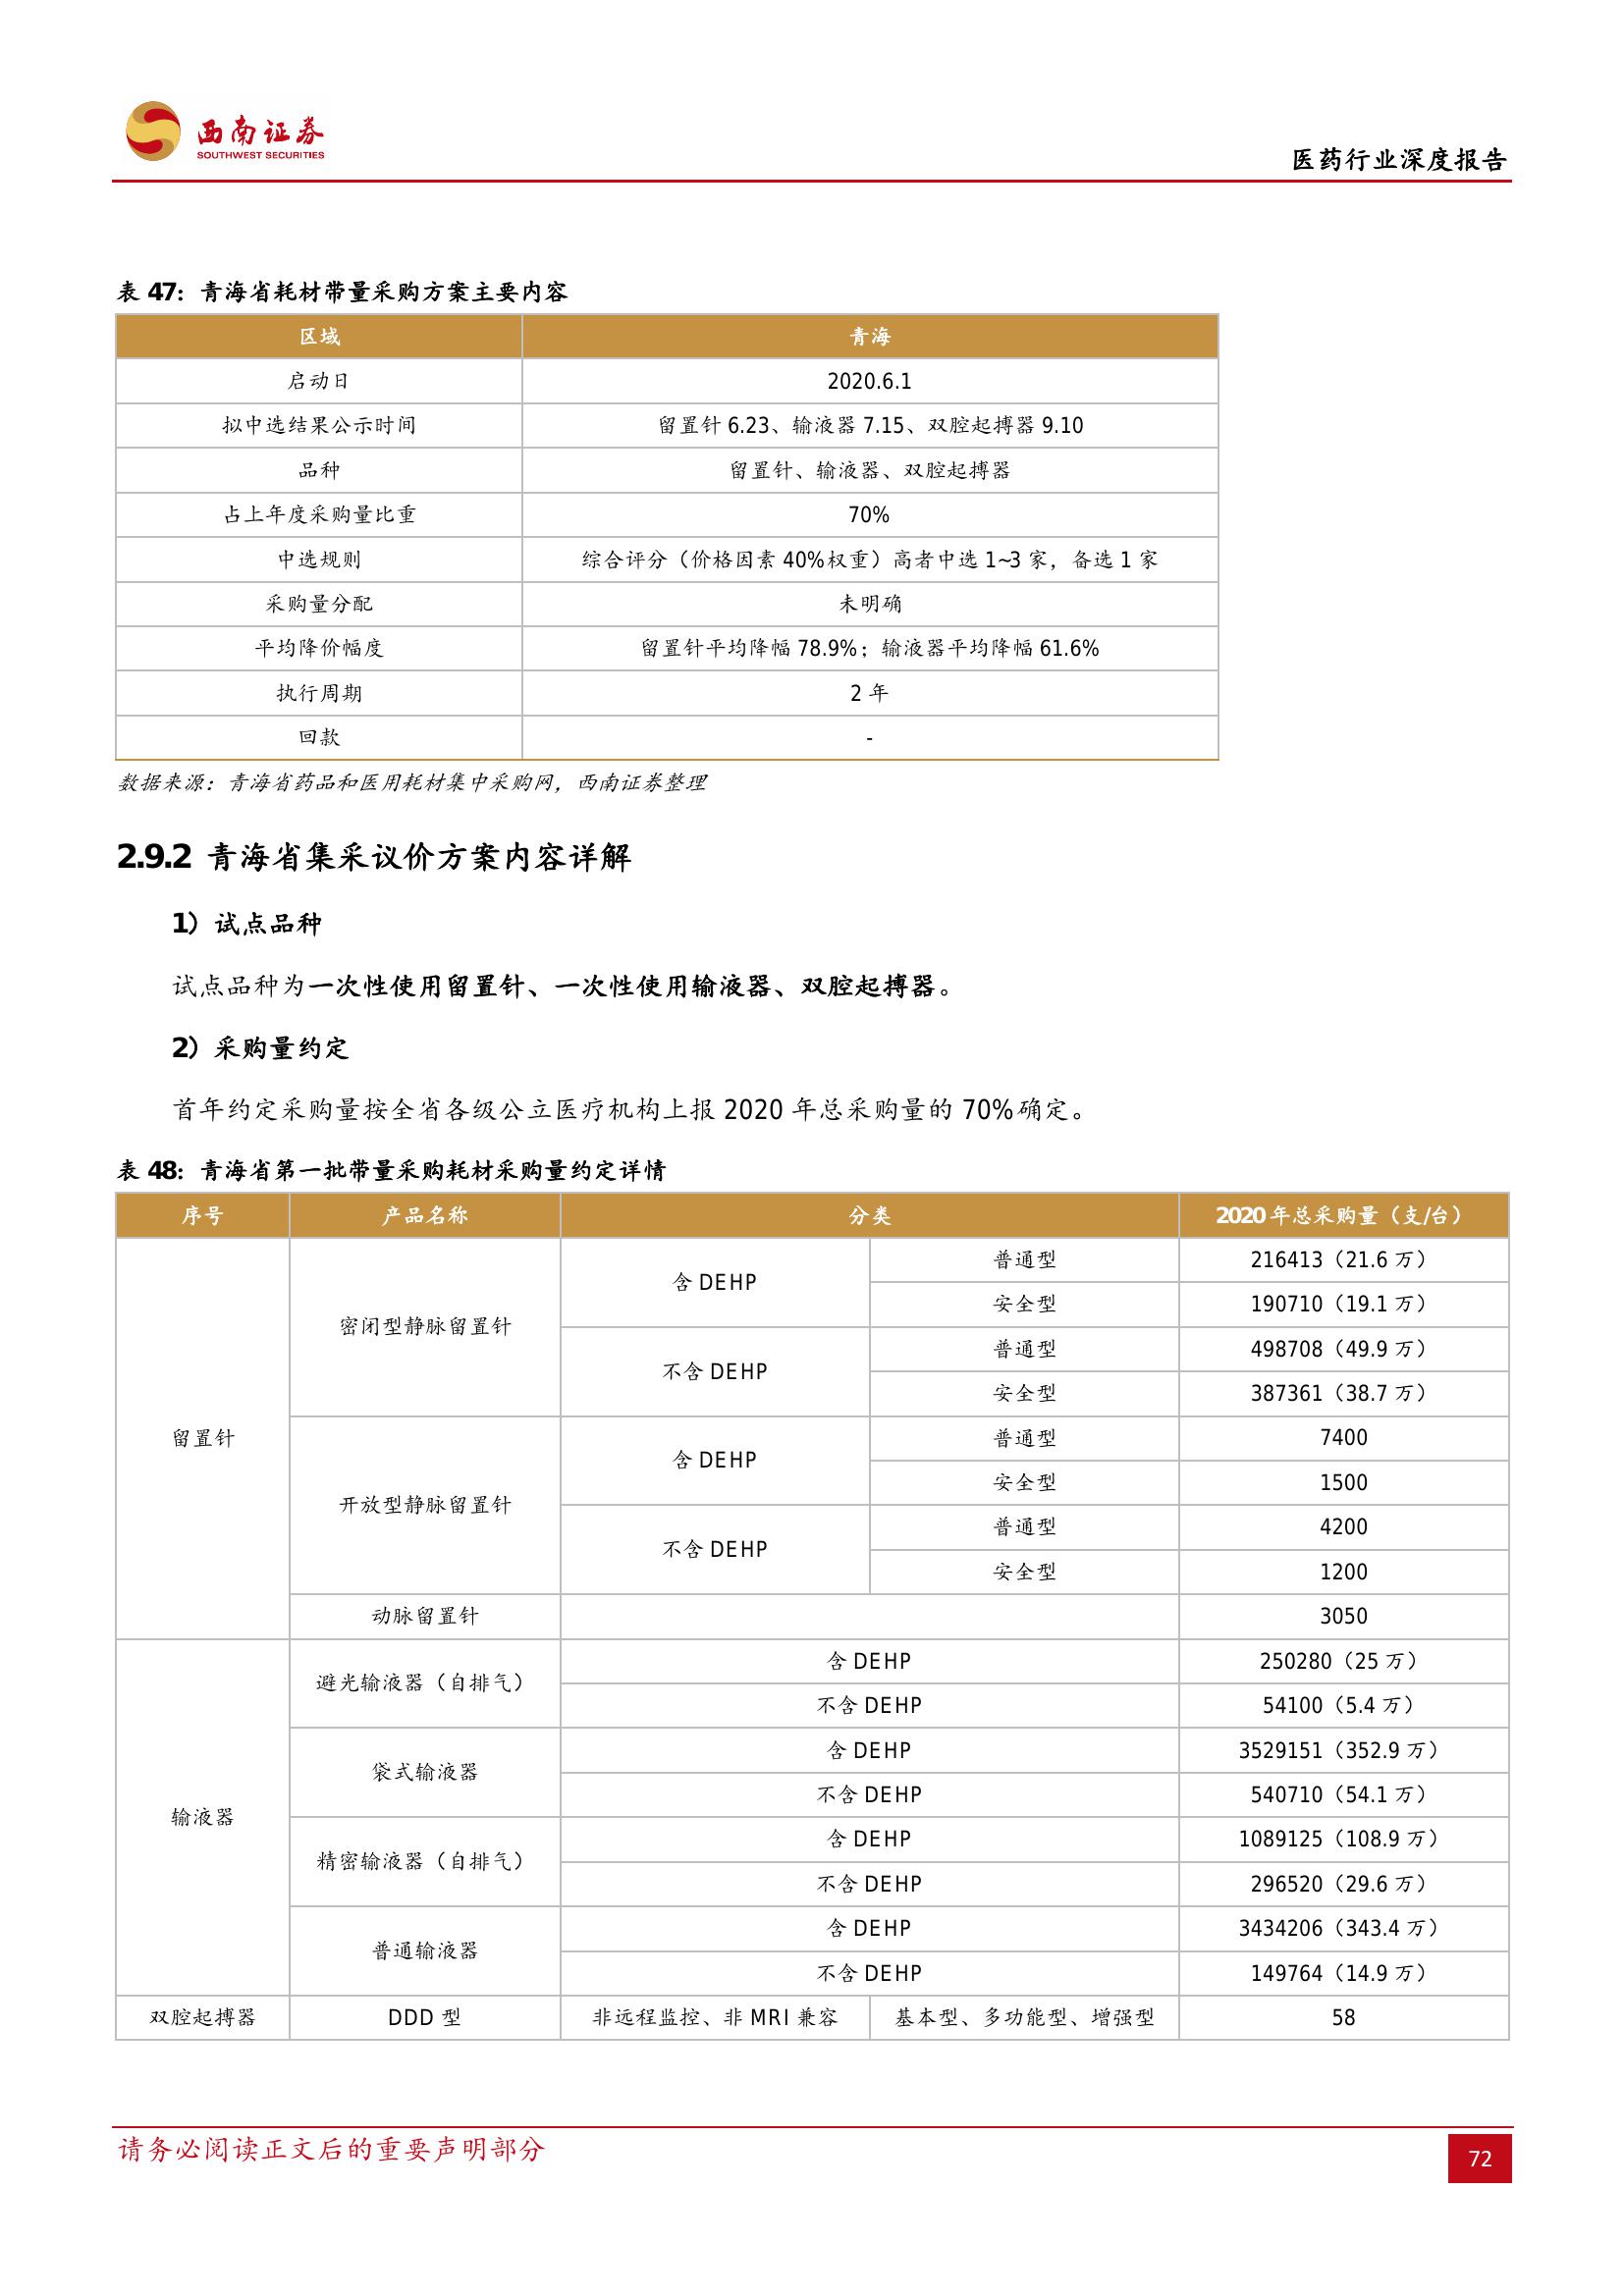 西南证券
SOUTHWEST SECURITIES
医药行业深度报告
表 47：青海省耗材带量采购方案主要内容
区域 青海
启动日 2020.6.1
拟中选结果公示时间 留置针 6.23、输液器 7.15、双腔起搏器 9.10
品种 留置针、输液器、双腔起搏器
占上年度采购量比重 70%
中选规则 综合评分（价格因素 40%权重）高者中选 1~3 家，备选 1 家
采购量分配 未明确
平均降价幅度 留置针平均降幅 78.9%；输液器平均降幅 61.6%
执行周期 2 年
回款 -
数据来源：青海省药品和医用耗材集中采购网，西南证券整理
2.9.2 青海省集采议价方案内容详解
1）试点品种
试点品种为一次性使用留置针、一次性使用输液器、双腔起搏器。
2）采购量约定
首年约定采购量按全省各级公立医疗机构上报 2020 年总采购量的 70%确定。
表 48：青海省第一批带量采购耗材采购量约定详情
序号 产品名称 分类 2020 年总采购量（支/台）
留置针 密闭型静脉留置针 含 DEHP 普通型 216413（21.6 万）
安全型 190710（19.1 万）
不含 DEHP 普通型 498708（49.9 万）
安全型 387361（38.7 万）
开放型静脉留置针 含 DEHP 普通型 7400
安全型 1500
不含 DEHP 普通型 4200
安全型 1200
动脉留置针 3050
输液器 避光输液器（自排气） 含 DEHP 250280（25 万）
不含 DEHP 54100（5.4 万）
袋式输液器 含 DEHP 3529151（352.9 万）
不含 DEHP 540710（54.1 万）
精密输液器（自排气） 含 DEHP 1089125（108.9 万）
不含 DEHP 296520（29.6 万）
普通输液器 含 DEHP 3434206（343.4 万）
不含 DEHP 149764（14.9 万）
双腔起搏器 DDD 型 非远程监控、非 MRI 兼容 基本型、多功能型、增强型 58
请务必阅读正文后的重要声明部分
72